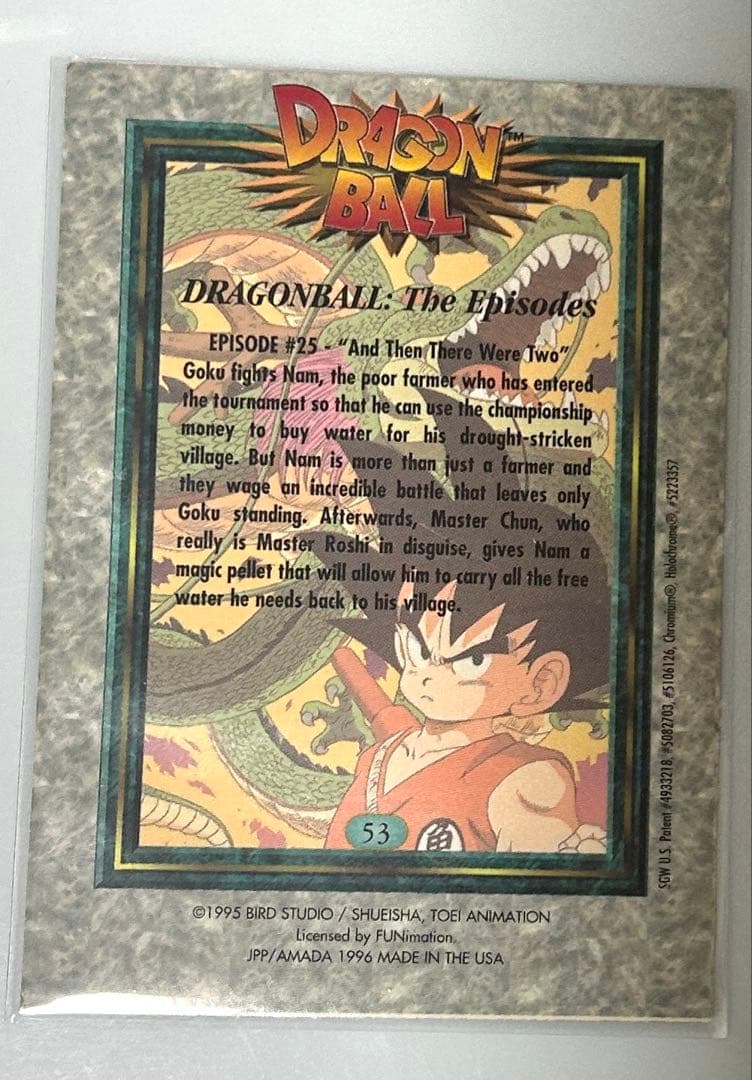 DRAGON™
BALL
DRAGONBALL: The Episodes
EPISODE #25 - “And Then There Were Two”
Goku fights Nam, the poor farmer who has entered
the tournament so that he can use the championship
money to buy water for his drought-stricken
village. But Nam is more than just a farmer and
they wage an incredible battle that leaves only
Goku standing. Afterwards, Master Chun, who
really is Master Roshi in disguise, gives Nam a
magic pellet that will allow him to carry all the free
water he needs back to his village.
53
亀
SGW U.S. Patent #4933218, #5082703, #5106126, Chromium®, Holochrome®, #5223357
©1995 BIRD STUDIO / SHUEISHA, TOEI ANIMATION
Licensed by FUNimation
JPP/AMADA 1996 MADE IN THE USA